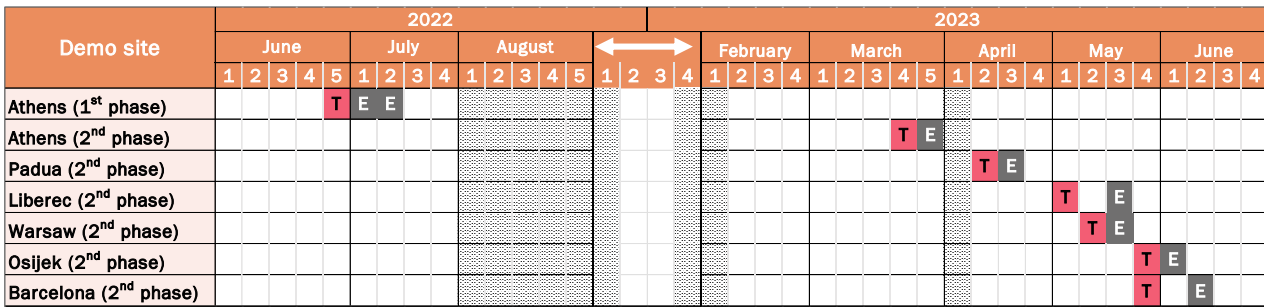 Demo site 2022 2023
June July August February March April May June
1 2 3 4 5 1 2 3 4 1 2 3 4 5 1 2 3 4 1 2 3 4 1 2 3 4 5 1 2 3 4 1 2 3 4 1 2 3 4
Athens (1st phase) T E E
Athens (2nd phase) T E
Padua (2nd phase) T E
Liberec (2nd phase) T E
Warsaw (2nd phase) T E
Osijek (2nd phase) T E
Barcelona (2nd phase) T E